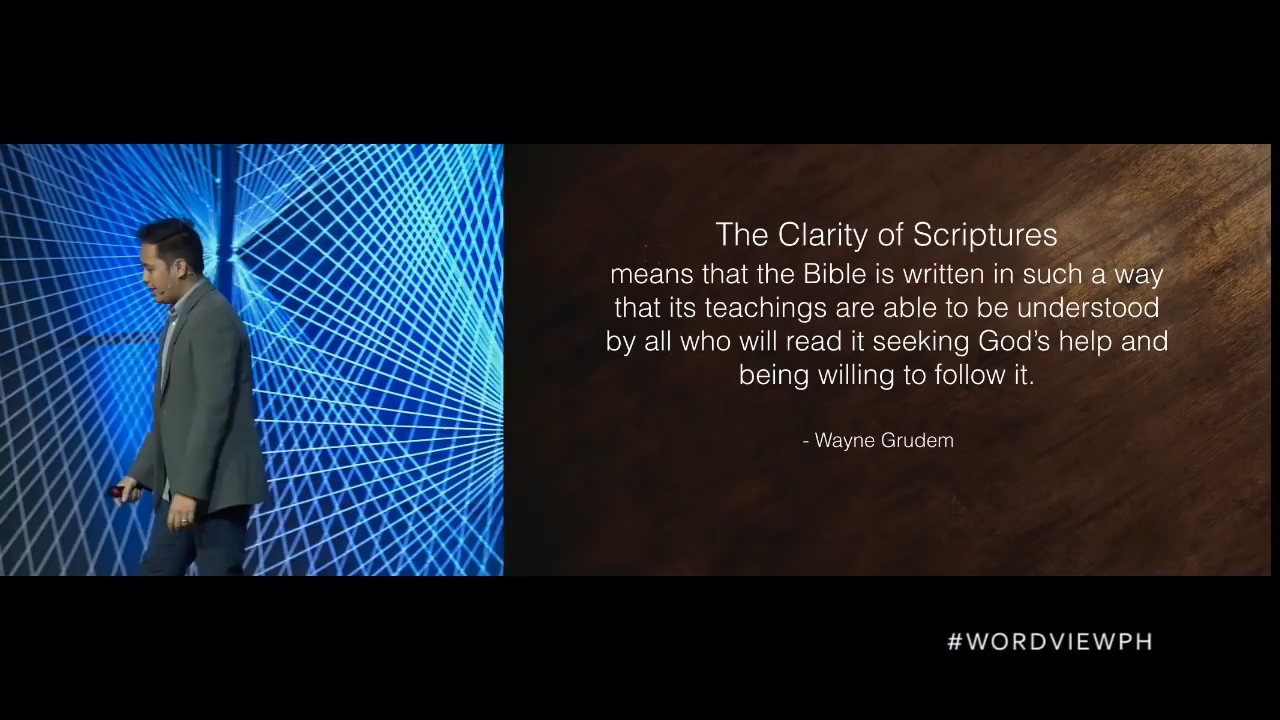 The Clarity of Scriptures
means that the Bible is written in such a way
that its teachings are able to be understood
by all who will read it seeking God’s help and
being willing to follow it.
- Wayne Grudem
#WORDVIEWPH